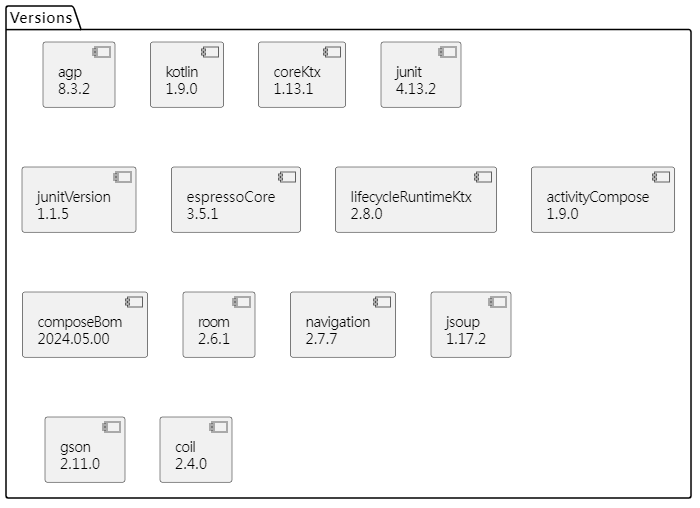 Versions
agp
8.3.2
kotlin
1.9.0
coreKtx
1.13.1
junit
4.13.2
junitVersion
1.1.5
espressoCore
3.5.1
lifecycleRuntimeKtx
2.8.0
activityCompose
1.9.0
composeBom
2024.05.00
room
2.6.1
navigation
2.7.7
jsoup
1.17.2
gson
2.11.0
coil
2.4.0